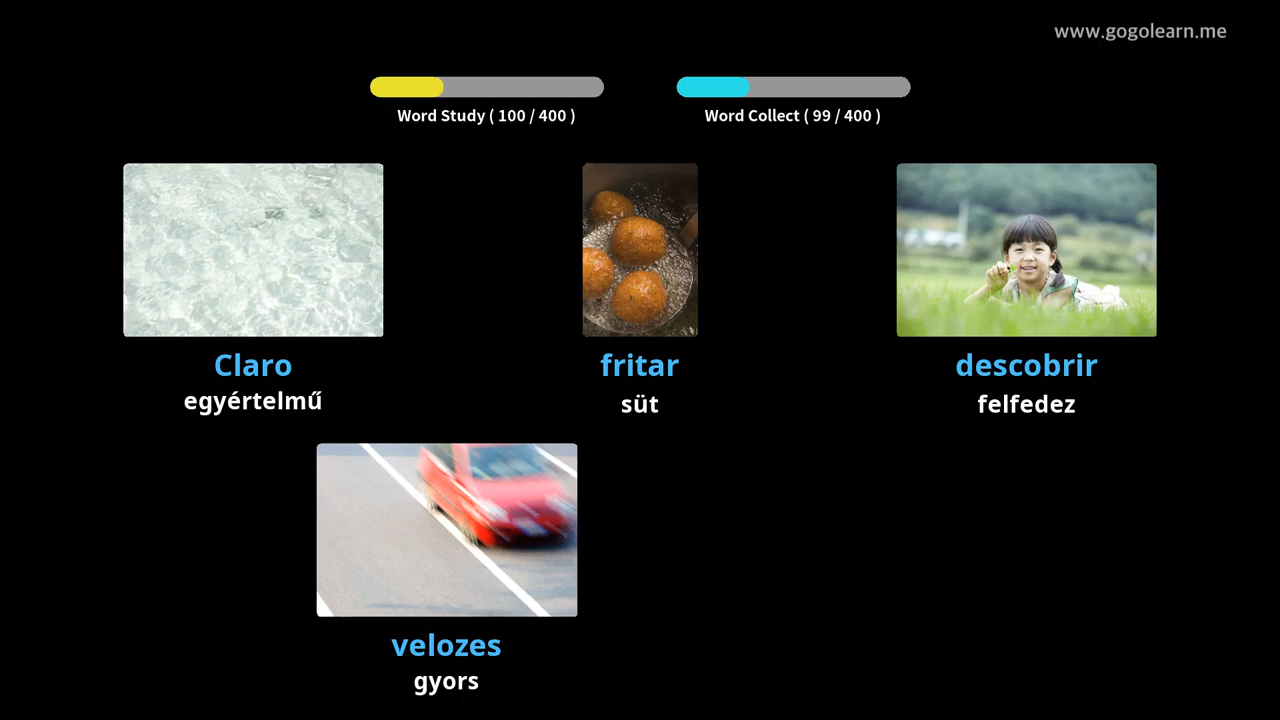 www.gogolearn.me
Word Study ( 100 / 400 )
Word Collect ( 99 / 400 )
Claro
egyértelmű
fritar
süt
descobrir
felfedez
velozes
gyors